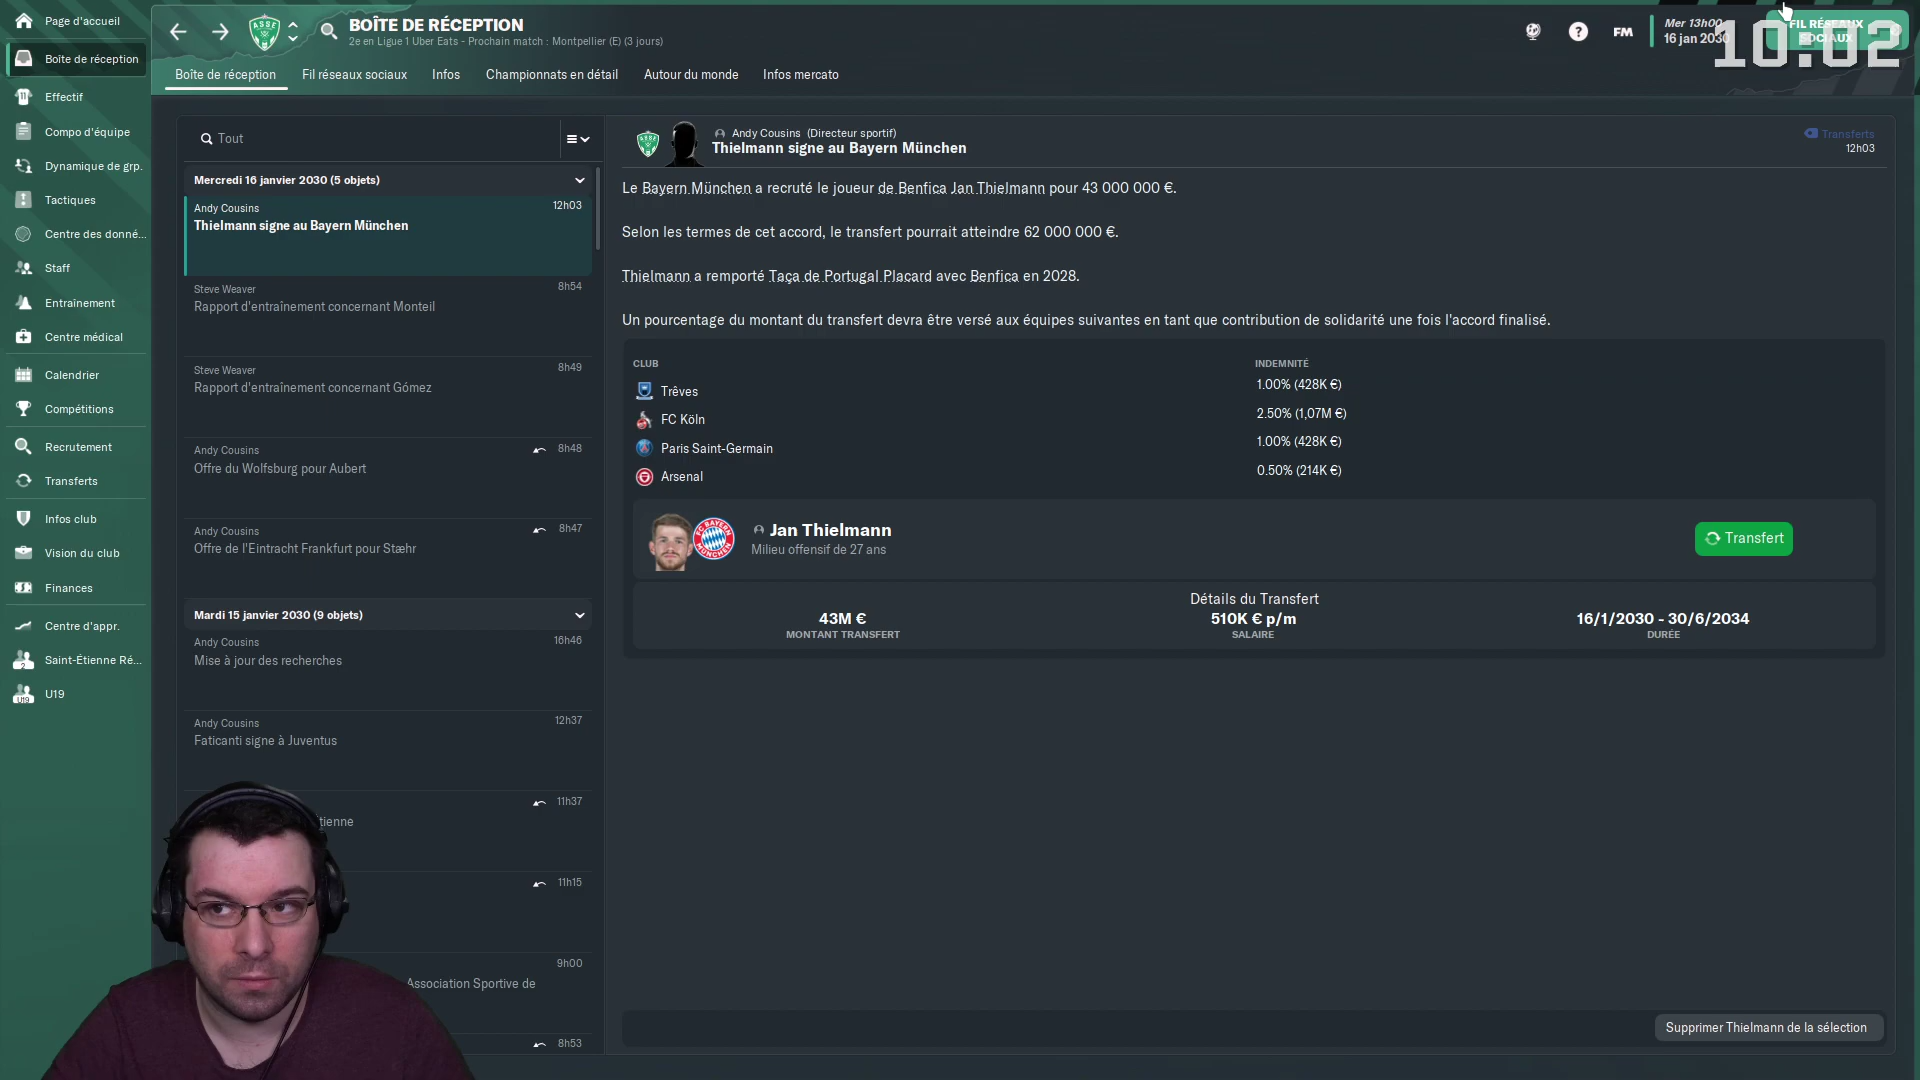 Page d'accueil
Boîte de réception
Effectif
Compo d'équipe
Dynamique de grp.
Tactiques
Centre des donné...
Staff
Entraînement
Centre médical
Calendrier
Compétitions
Recrutement
Transferts
Infos club
Vision du club
Finances
Centre d'appr.
Saint-Étienne Ré...
U19
BOÎTE DE RÉCEPTION
2e en Ligue 1 Uber Eats - Prochain match : Montpellier (E) (3 jours)
Mer 13h00
16 jan 2030
FIL RÉSEAUX
SOCIAUX
10:02
FM
Boîte de réception
Fil réseaux sociaux
Infos
Championnats en détail
Autour du monde
Infos mercato
Tout
Mercredi 16 janvier 2030 (5 objets)
Andy Cousins 12h03
Thielmann signe au Bayern München
Steve Weaver 8h54
Rapport d'entraînement concernant Monteil
Steve Weaver 8h49
Rapport d'entraînement concernant Gómez
Andy Cousins 8h48
Offre du Wolfsburg pour Aubert
Andy Cousins 8h47
Offre de l'Eintracht Frankfurt pour Stæhr
Mardi 15 janvier 2030 (9 objets)
Andy Cousins 16h46
Mise à jour des recherches
Andy Cousins 12h37
Faticanti signe à Juventus
11h37
tienne
11h15
9h00
Association Sportive de
8h53
Andy Cousins (Directeur sportif)
Thielmann signe au Bayern München
Transferts
12h03
Le Bayern München a recruté le joueur de Benfica Jan Thielmann pour 43 000 000 €.
Selon les termes de cet accord, le transfert pourrait atteindre 62 000 000 €.
Thielmann a remporté Taça de Portugal Placard avec Benfica en 2028.
Un pourcentage du montant du transfert devra être versé aux équipes suivantes en tant que contribution de solidarité une fois l'accord finalisé.
CLUB INDEMNITÉ
Trêves 1.00% (428K €)
FC Köln 2.50% (1,07M €)
Paris Saint-Germain 1.00% (428K €)
Arsenal 0.50% (214K €)
Jan Thielmann
Milieu offensif de 27 ans
Transfert
Détails du Transfert
43M € 510K € p/m 16/1/2030 - 30/6/2034
MONTANT TRANSFERT SALAIRE DURÉE
Supprimer Thielmann de la sélection